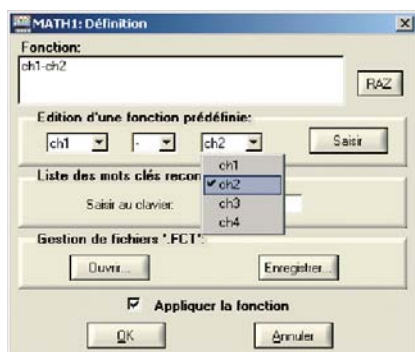 MATH1: Définition
Fonction:
ch1-ch2
RAZ
Edition d'une fonction prédéfinie:
ch1 - ch2 Saisir
ch1
ch2
ch3
ch4
Liste des mots clés recon
Saisir au clavier:
Gestion de fichiers '.FCT':
Ouvrir... Enregistrer...
Appliquer la fonction
OK Annuler